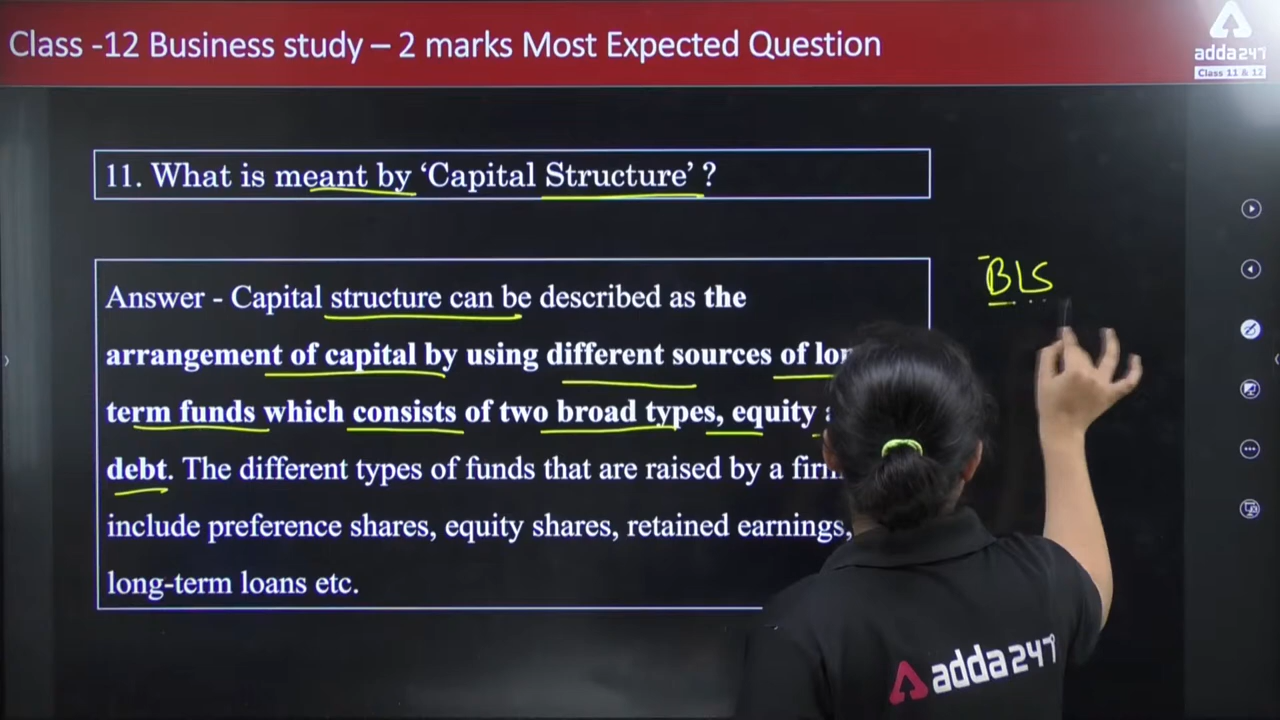 Class -12 Business study – 2 marks Most Expected Question
adda247
Class 11 & 12
11. What is meant by ‘Capital Structure’ ?
Answer - Capital structure can be described as the
arrangement of capital by using different sources of
term funds which consists of two broad types, equity
debt. The different types of funds that are raised by a
include preference shares, equity shares, retained earnings,
long-term loans etc.
BLS
adda247